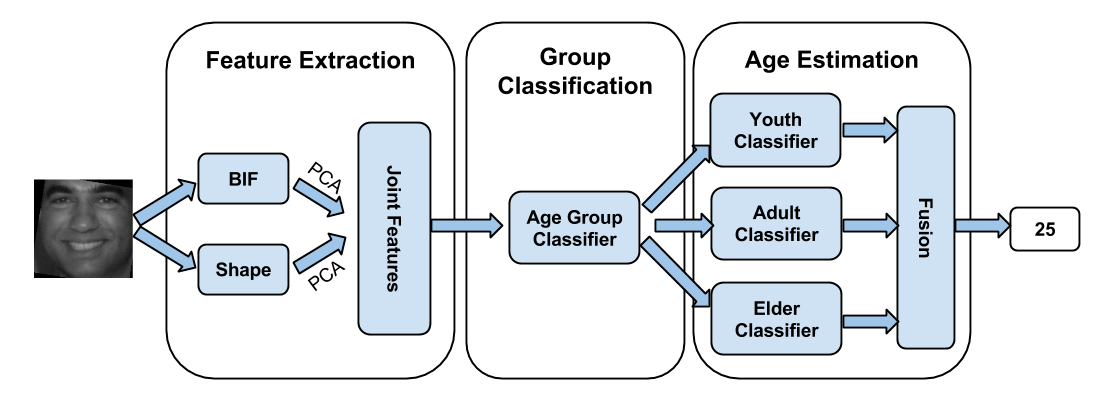 Feature Extraction
BIF
PCA
Shape
PCA
Joint Features
Group
Classification
Age Group
Classifier
Age Estimation
Youth
Classifier
Adult
Classifier
Elder
Classifier
Fusion
25